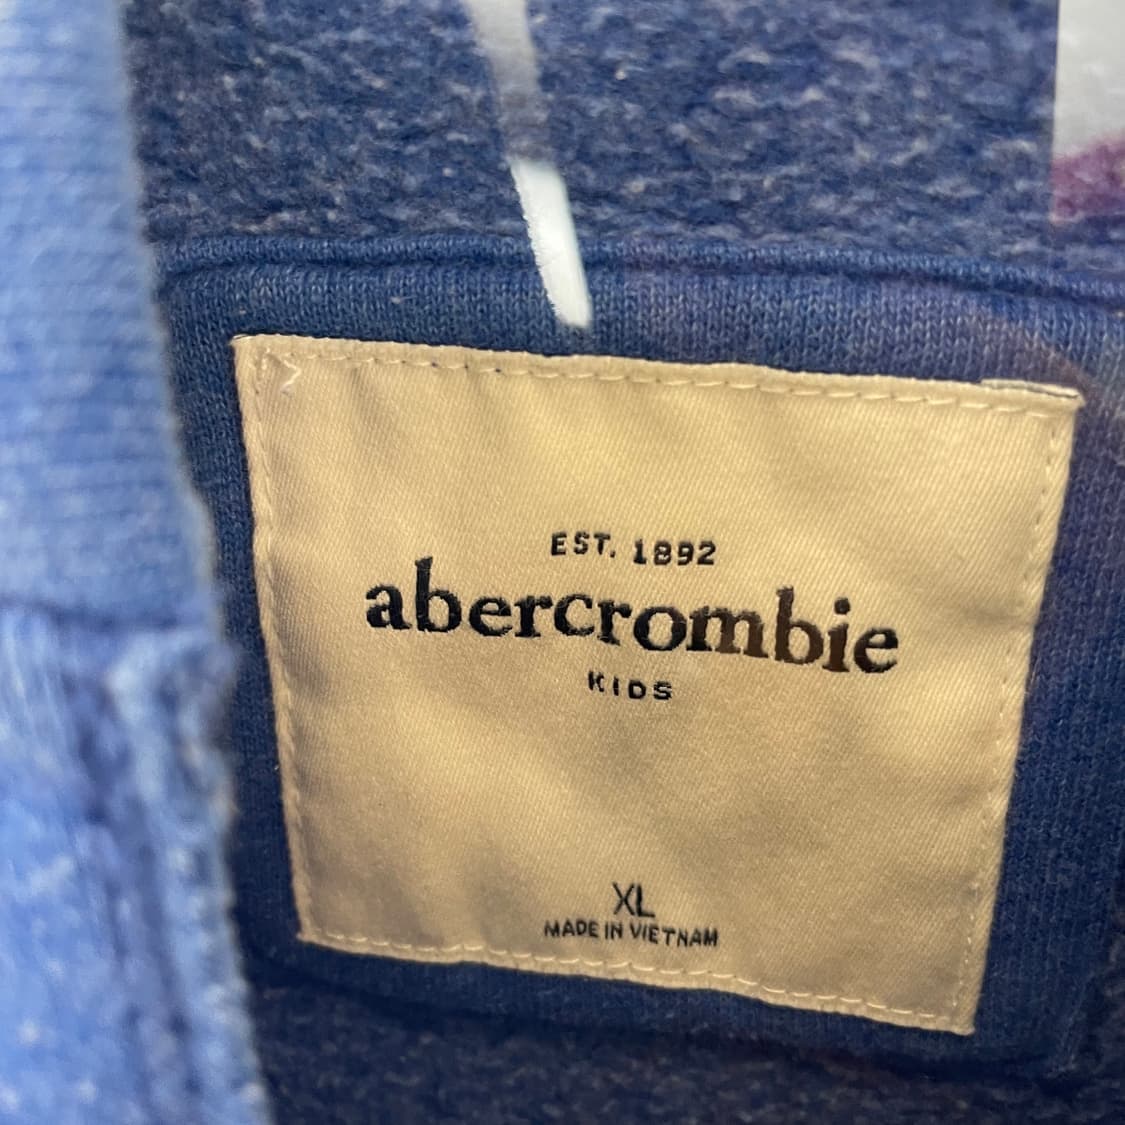 EST. 1892
abercrombie
KIDS
XL
MADE IN VIETNAM